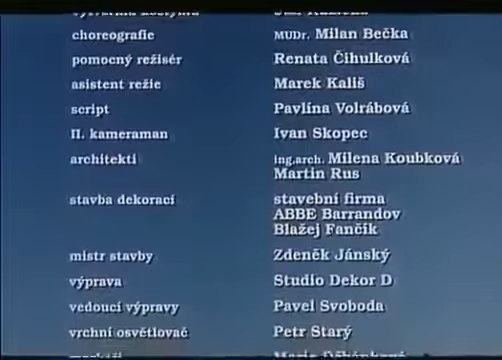 choreografie MUDr. Milan Bečka
pomocný režisér Renata Čihulková
asistent režie Marek Kališ
script Pavlína Volrábová
II. kameraman Ivan Skopec
architekti ing.arch. Milena Koubková
Martin Rus
stavba dekorací stavební firma
ABBE Barrandov
Blažej Fančík
mistr stavby Zdeněk Jánský
výprava Studio Dekor D
vedoucí výpravy Pavel Svoboda
vrchní osvětlovač Petr Starý